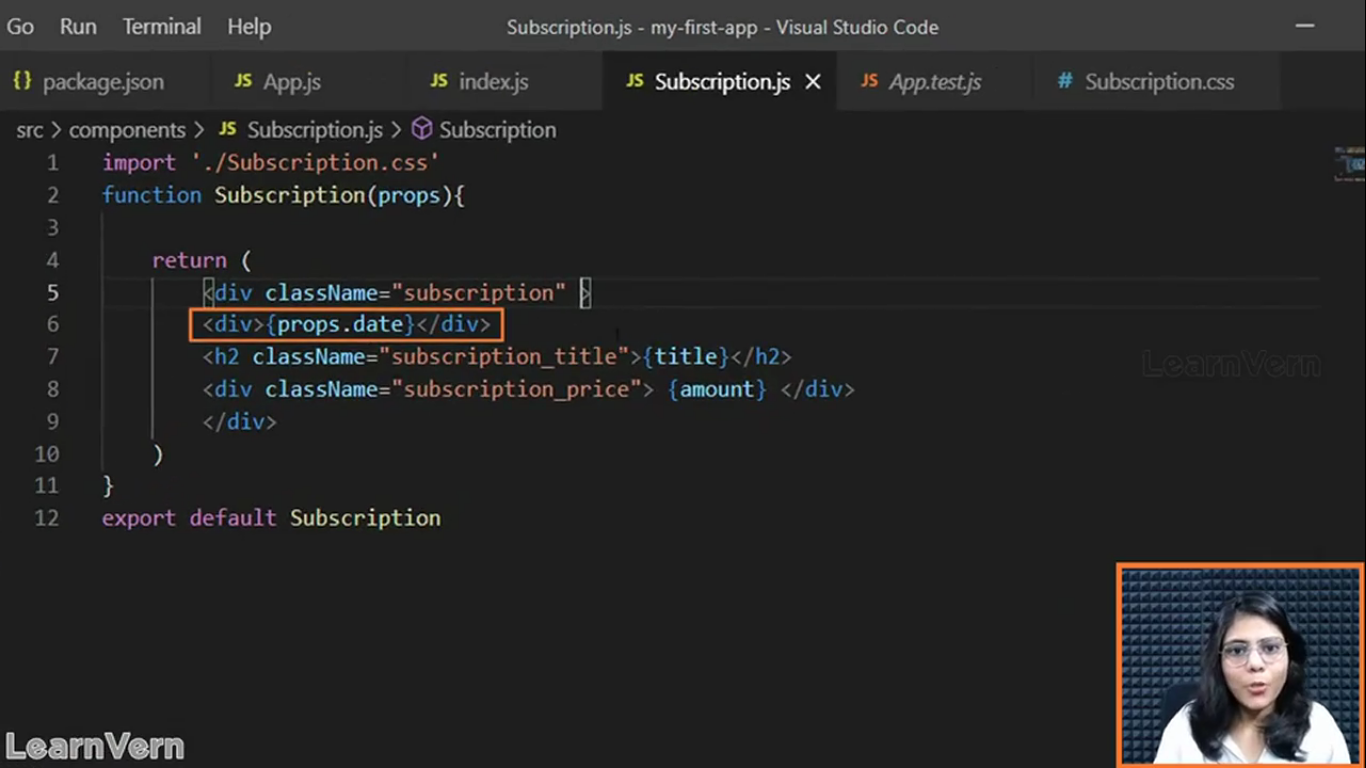 Go Run Terminal Help Subscription.js - my-first-app - Visual Studio Code
{} package.json JS App.js JS index.js JS Subscription.js JS App.test.js # Subscription.css
src > components > JS Subscription.js > Subscription
1 import './Subscription.css'
2 function Subscription(props){
3
4 return (
5 <div className="subscription" >
6 <div>{props.date}</div>
7 <h2 className="subscription_title">{title}</h2>
8 <div className="subscription_price"> {amount} </div>
9 </div>
10 )
11 }
12 export default Subscription
LearnVern
LearnVern